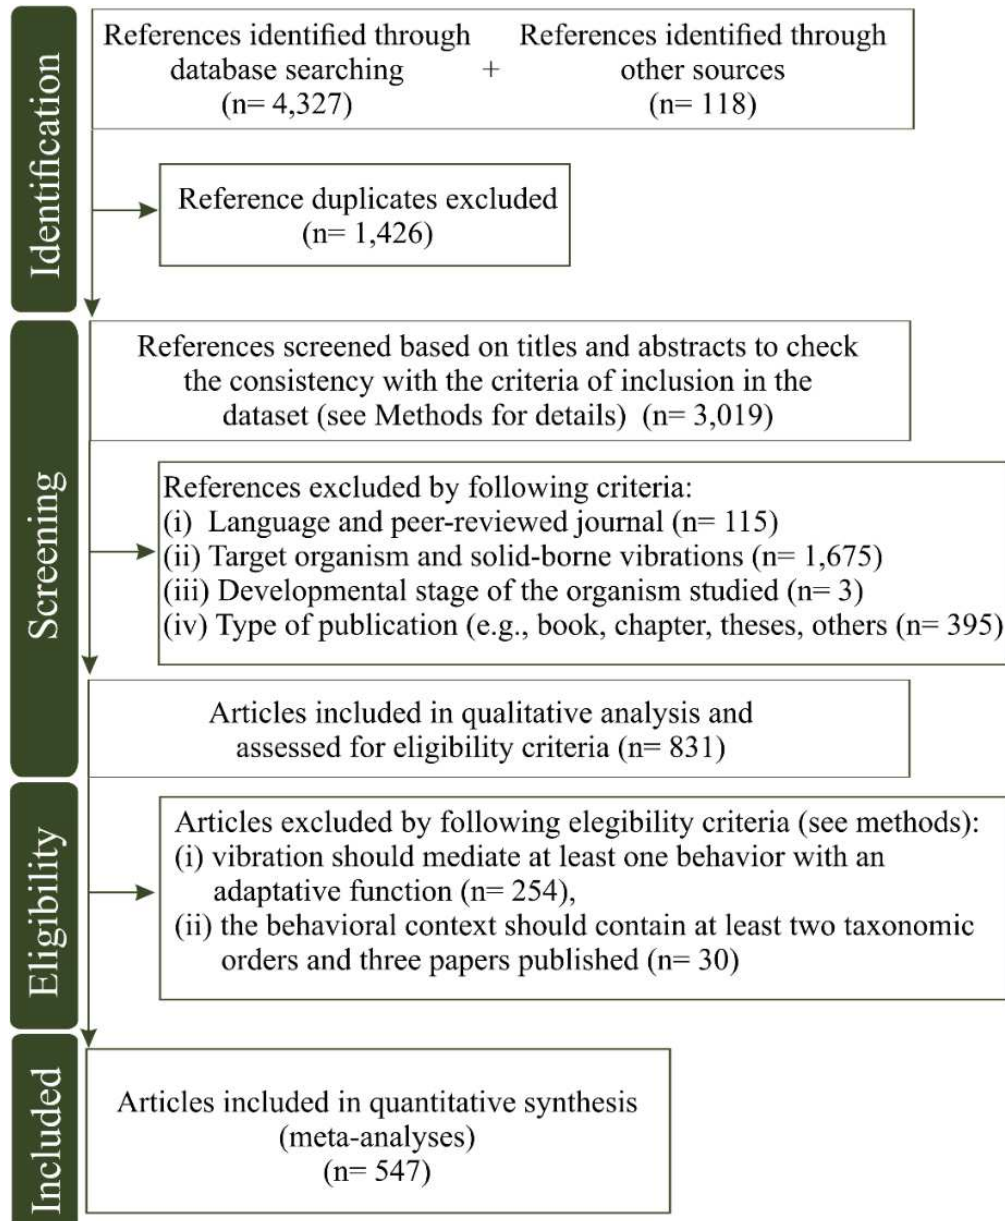 Identification
References identified through
database searching
(n= 4,327)
+
References identified through
other sources
(n= 118)
Reference duplicates excluded
(n= 1,426)
Screening
References screened based on titles and abstracts to check
the consistency with the criteria of inclusion in the
dataset (see Methods for details) (n= 3,019)
References excluded by following criteria:
(i) Language and peer-reviewed journal (n= 115)
(ii) Target organism and solid-borne vibrations (n= 1,675)
(iii) Developmental stage of the organism studied (n= 3)
(iv) Type of publication (e.g., book, chapter, theses, others (n= 395)
Articles included in qualitative analysis and
assessed for eligibility criteria (n= 831)
Eligibility
Articles excluded by following elegibility criteria (see methods):
(i) vibration should mediate at least one behavior with an
adaptative function (n= 254),
(ii) the behavioral context should contain at least two taxonomic
orders and three papers published (n= 30)
Included
Articles included in quantitative synthesis
(meta-analyses)
(n= 547)